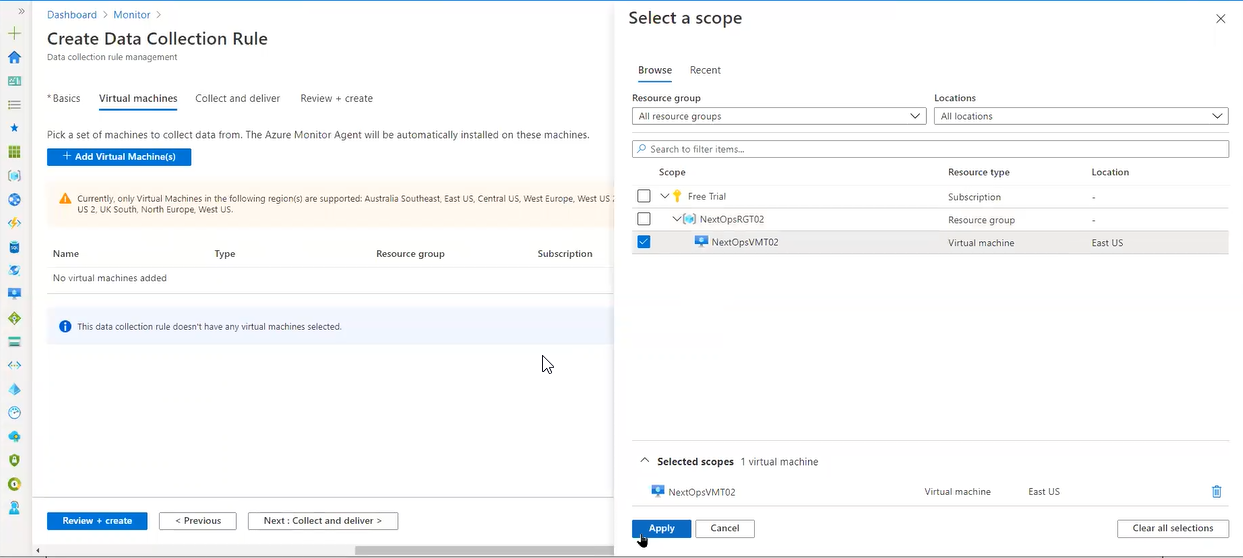 Dashboard > Monitor >
Create Data Collection Rule
Data collection rule management
* Basics Virtual machines Collect and deliver Review + create
Pick a set of machines to collect data from. The Azure Monitor Agent will be automatically installed on these machines.
+ Add Virtual Machine(s)
Currently, only Virtual Machines in the following region(s) are supported: Australia Southeast, East US, Central US, West Europe, West US 2
US 2, UK South, North Europe, West US.
Name Type Resource group Subscription
No virtual machines added
This data collection rule doesn't have any virtual machines selected.
Review + create < Previous Next : Collect and deliver >
Select a scope
Browse Recent
Resource group Locations
All resource groups All locations
Search to filter items...
Scope Resource type Location
Free Trial Subscription -
NextOpsRGT02 Resource group -
NextOpsVMT02 Virtual machine East US
Selected scopes 1 virtual machine
NextOpsVMT02 Virtual machine East US
Apply Cancel Clear all selections